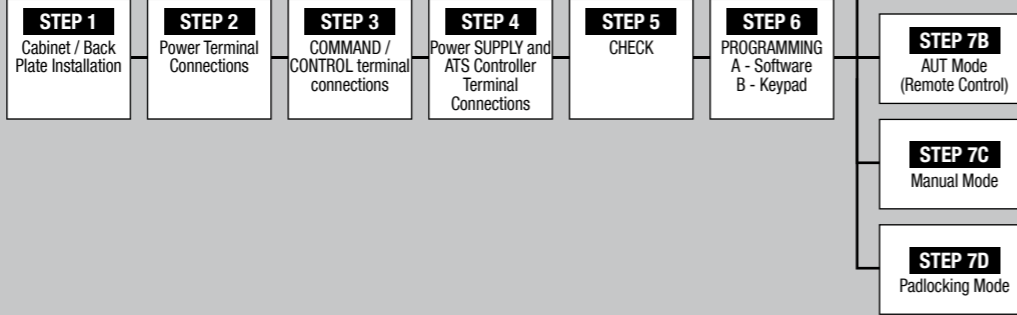 STEP 1
Cabinet / Back
Plate Installation
STEP 2
Power Terminal
Connections
STEP 3
COMMAND /
CONTROL terminal
connections
STEP 4
Power SUPPLY and
ATS Controller
Terminal
Connections
STEP 5
CHECK
STEP 6
PROGRAMMING
A - Software
B - Keypad
STEP 7B
AUT Mode
(Remote Control)
STEP 7C
Manual Mode
STEP 7D
Padlocking Mode